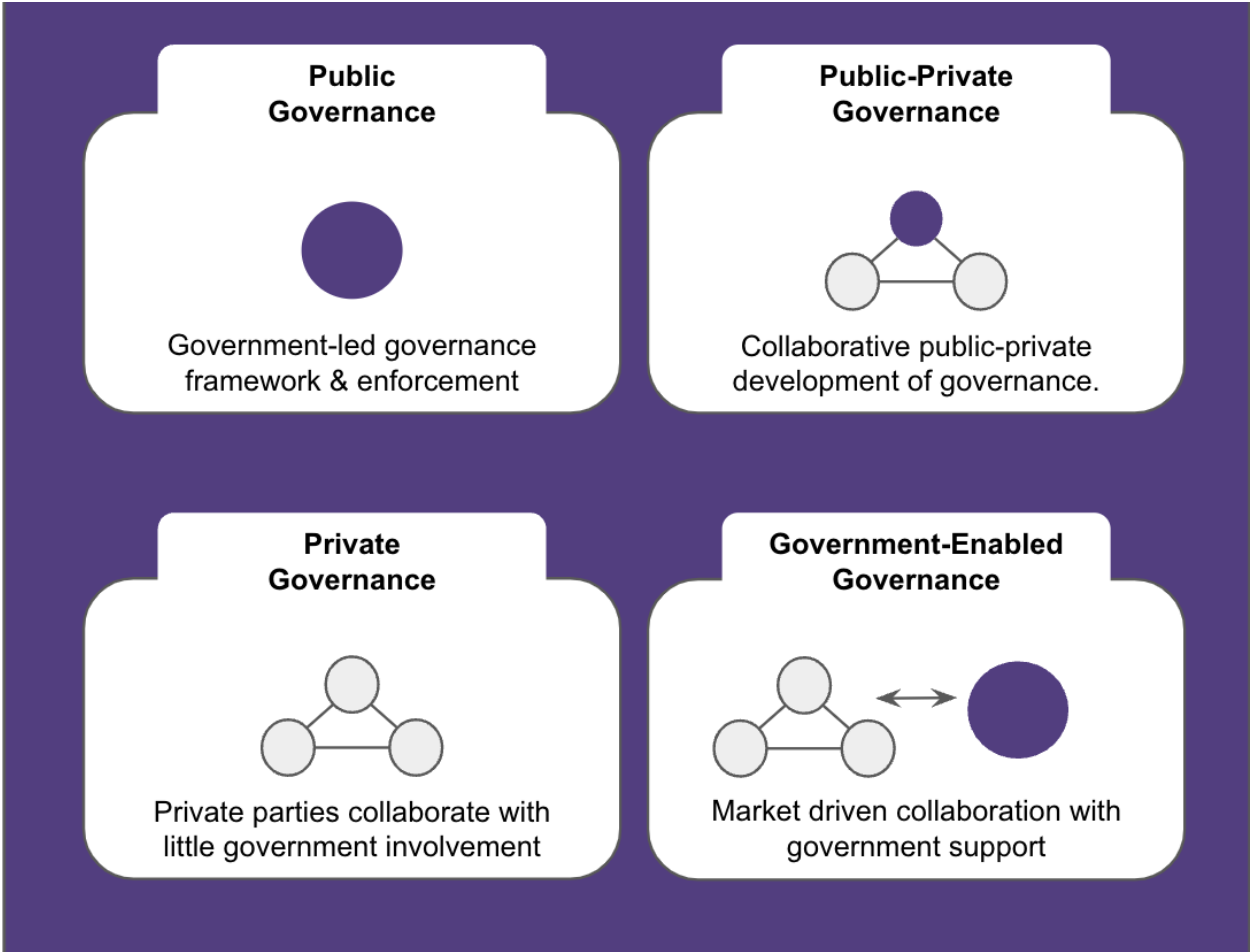 Public
Governance
Government-led governance
framework & enforcement
Public-Private
Governance
Collaborative public-private
development of governance.
Private
Governance
Private parties collaborate with
little government involvement
Government-Enabled
Governance
Market driven collaboration with
government support